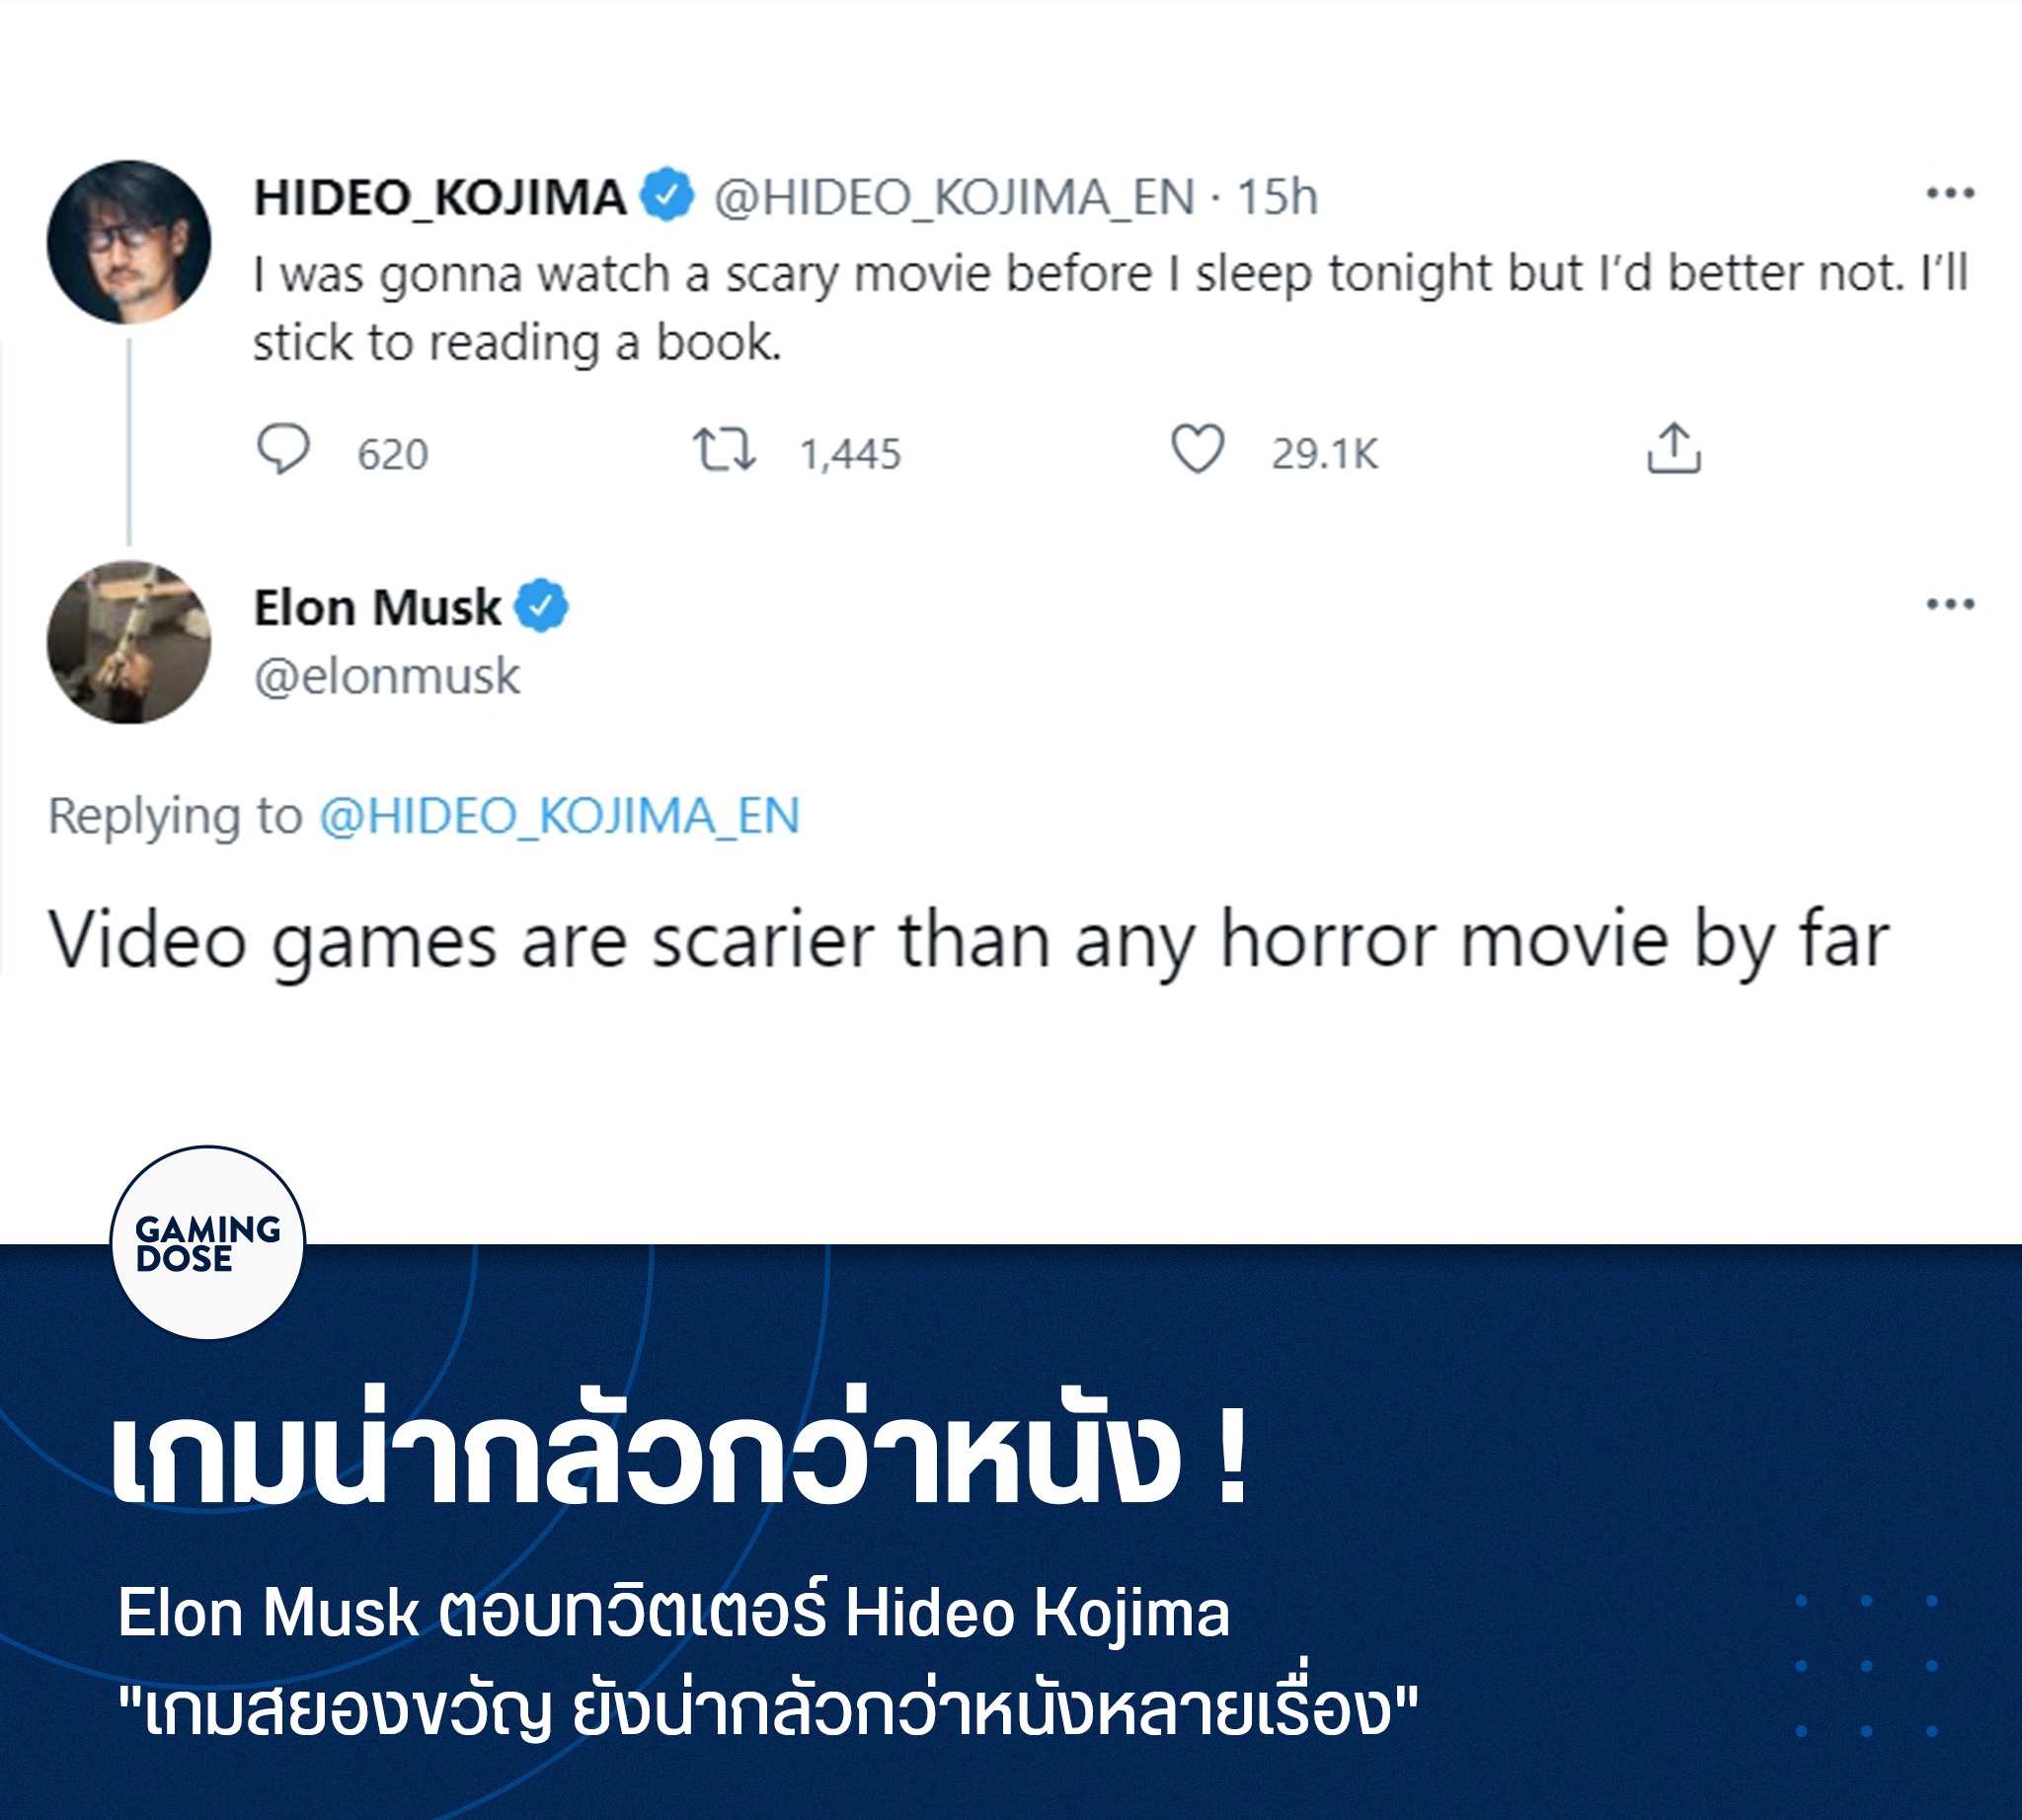 HIDEO_KOJIMA @HIDEO_KOJIMA_EN · 15h
I was gonna watch a scary movie before I sleep tonight but I'd better not. I'll
stick to reading a book.
620 1,445 29.1K
Elon Musk
@elonmusk
Replying to @HIDEO_KOJIMA_EN
Video games are scarier than any horror movie by far
GAMING
DOSE
เกมน่ากลัวกว่าหนัง !
Elon Musk ตอบทวิตเตอร์ Hideo Kojima
"เกมสยองขวัญ ยังน่ากลัวกว่าหนังหลายเรื่อง"